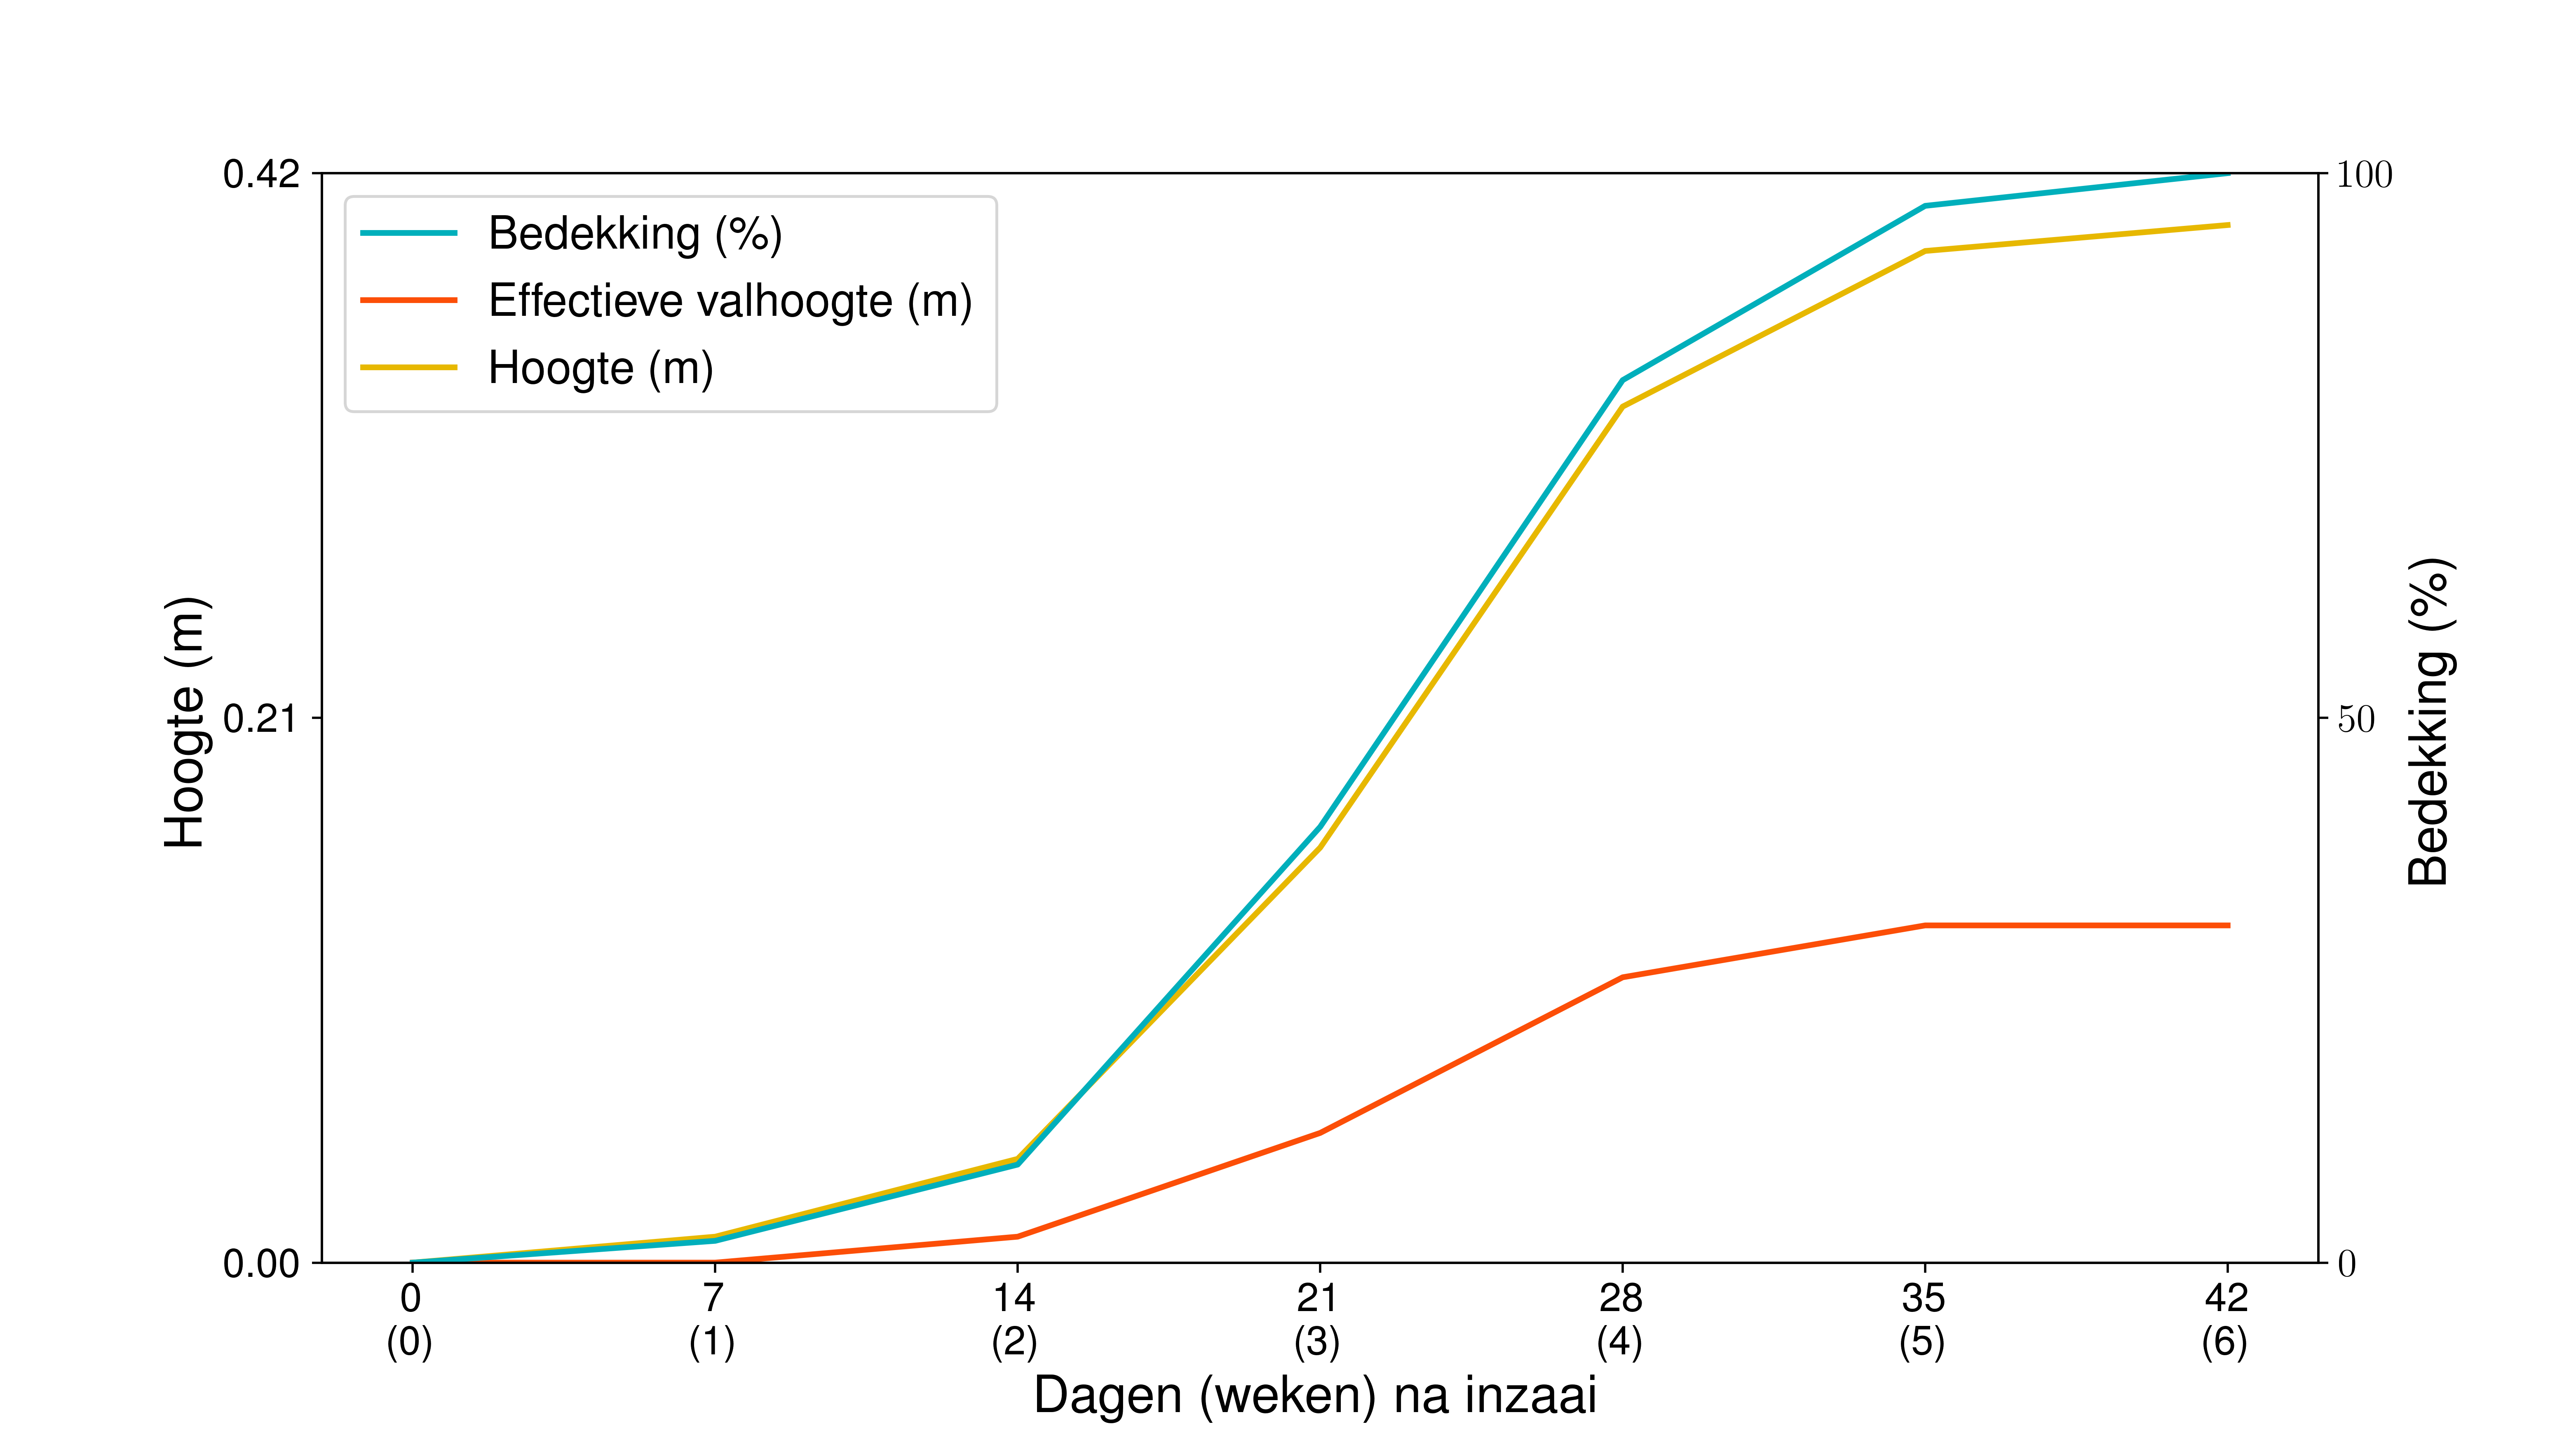 0.42
0.21
0.00
Hoogte (m)
Bedekking (%)
Effectieve valhoogte (m)
Hoogte (m)
100
50
0
Bedekking (%)
0 7 14 21 28 35 42
(0) (1) (2) (3) (4) (5) (6)
Dagen (weken) na inzaai